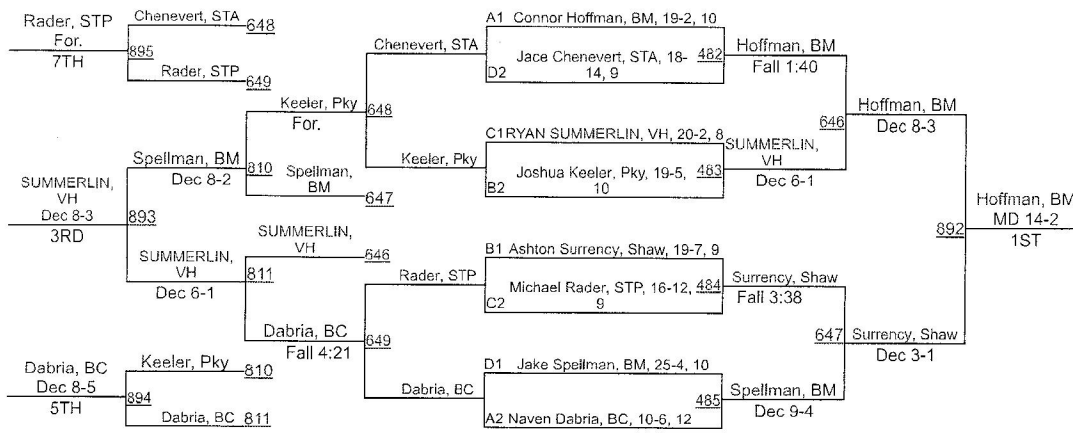 Rader, STP
For.
7TH
Chenevert, STA
648
895
Rader, STP
649
Keeler, Pky
For.
648
Chenevert, STA
Keeler, Pky
Spellman, BM
Dec 8-2
810
Spellman,
BM
647
SUMMERLIN,
VH
Dec 8-3
3RD
893
SUMMERLIN,
VH
Dec 6-1
811
SUMMERLIN,
VH
646
Dabria, BC
Fall 4:21
649
Rader, STP
Dabria, BC
Dabria, BC
Dec 8-5
5TH
894
Keeler, Pky
810
Dabria, BC
811
A1 Connor Hoffman, BM, 19-2, 10
Jace Chenevert, STA, 18-
14, 9
D2
482
Hoffman, BM
Fall 1:40
C1 RYAN SUMMERLIN, VH, 20-2, 8
Joshua Keeler, Pky, 19-5,
10
B2
483
SUMMERLIN,
VH
Dec 6-1
646
Hoffman, BM
Dec 8-3
B1 Ashton Surrency, Shaw, 19-7, 9
Michael Rader, STP, 16-12,
9
C2
484
Surrency, Shaw
Fall 3:38
D1 Jake Spellman, BM, 25-4, 10
A2 Naven Dabria, BC, 10-6, 12
485
Spellman, BM
Dec 9-4
647
Surrency, Shaw
Dec 3-1
892
Hoffman, BM
MD 14-2
1ST